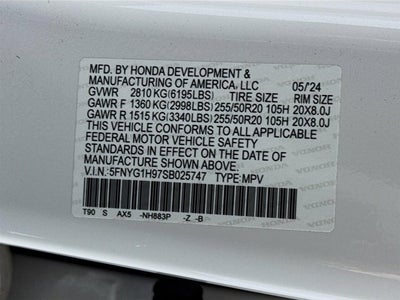 MFD. BY HONDA DEVELOPMENT &
MANUFACTURING OF AMERICA, LLC 05/24
GVWR 2810 KG(6195LBS) TIRE SIZE RIM SIZE
GAWR F 1360 KG(2998LBS) 255/50R20 105H 20X8.0J
GAWR R 1515 KG(3340LBS) 255/50R20 105H 20X8.0J
THIS VEHICLE CONFORMS TO ALL APPLICABLE
FEDERAL MOTOR VEHICLE SAFETY
STANDARDS IN EFFECT ON THE DATE OF
MANUFACTURE SHOWN ABOVE.
V.I.N.:5FNYG1H97SB025747 TYPE:MPV
T90 S AX5 -NH883P -Z. -B
HONDA HONDA HONDA